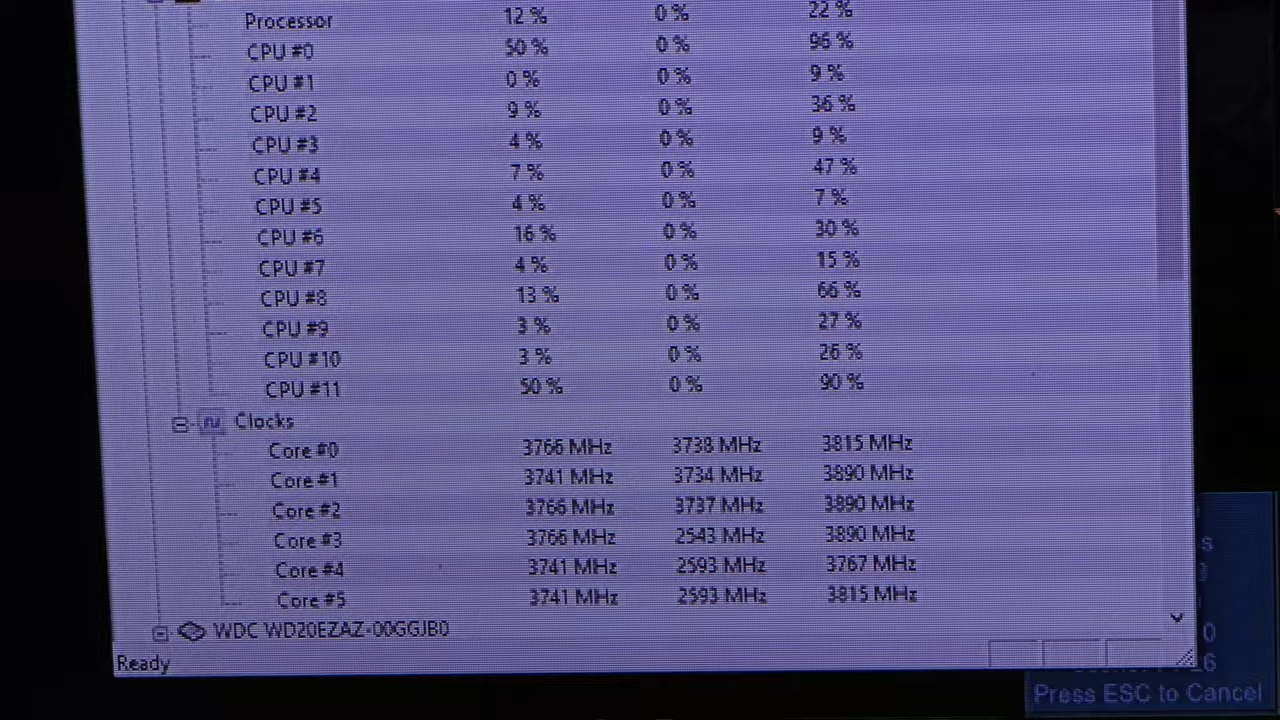 Processor 12 % 0 % 22 %
CPU #0 50 % 0 % 96 %
CPU #1 0 % 0 % 9 %
CPU #2 9 % 0 % 36 %
CPU #3 4 % 0 % 9 %
CPU #4 7 % 0 % 47 %
CPU #5 4 % 0 % 7 %
CPU #6 16 % 0 % 30 %
CPU #7 4 % 0 % 15 %
CPU #8 13 % 0 % 66 %
CPU #9 3 % 0 % 27 %
CPU #10 3 % 0 % 26 %
CPU #11 50 % 0 % 90 %
Clocks
Core #0 3766 MHz 3738 MHz 3815 MHz
Core #1 3741 MHz 3734 MHz 3890 MHz
Core #2 3766 MHz 3737 MHz 3890 MHz
Core #3 3766 MHz 2543 MHz 3890 MHz
Core #4 3741 MHz 2593 MHz 3767 MHz
Core #5 3741 MHz 2593 MHz 3815 MHz
WDC WD20EZAZ-00GGJB0
Ready
Press ESC to Cancel